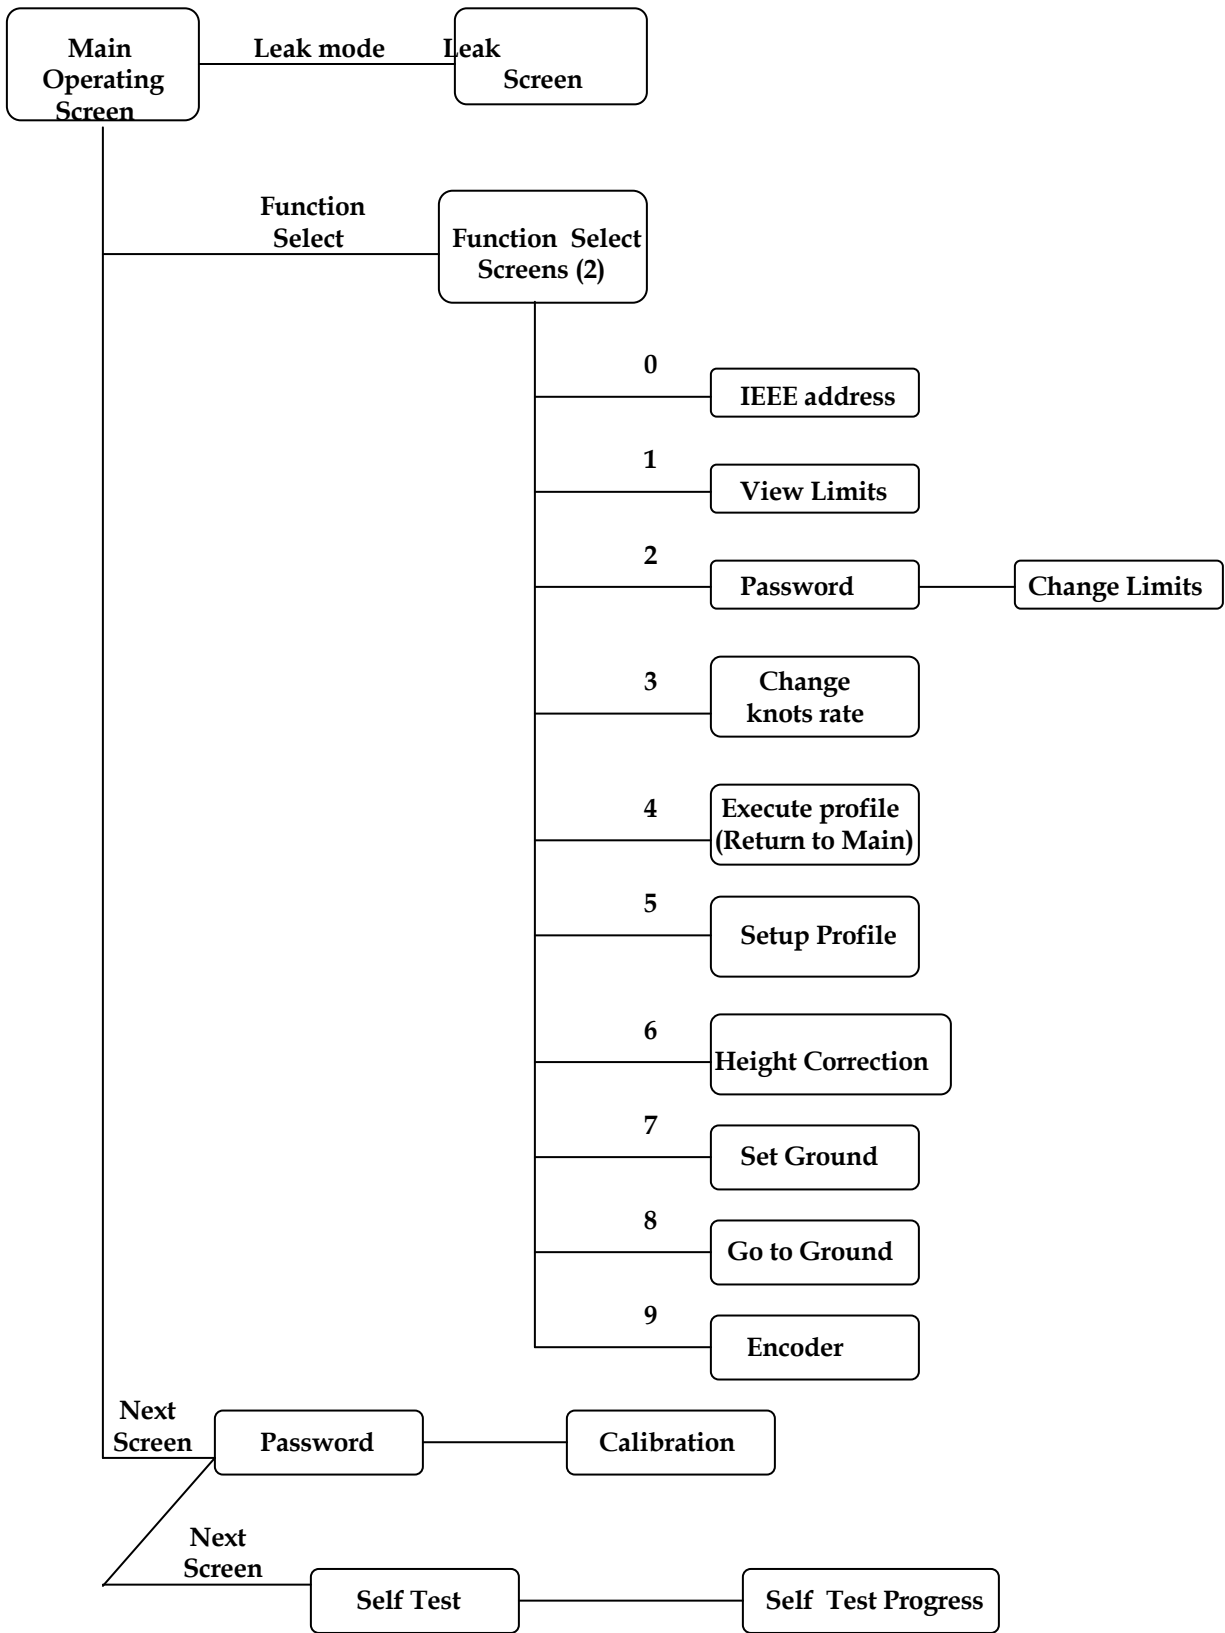 Main
Operating
Screen
Leak mode
Leak
Screen
Function
Select
Function Select
Screens (2)
0
IEEE address
1
View Limits
2
Password
Change Limits
3
Change
knots rate
4
Execute profile
(Return to Main)
5
Setup Profile
6
Height Correction
7
Set Ground
8
Go to Ground
9
Encoder
Next
Screen
Password
Calibration
Next
Screen
Self Test
Self Test Progress